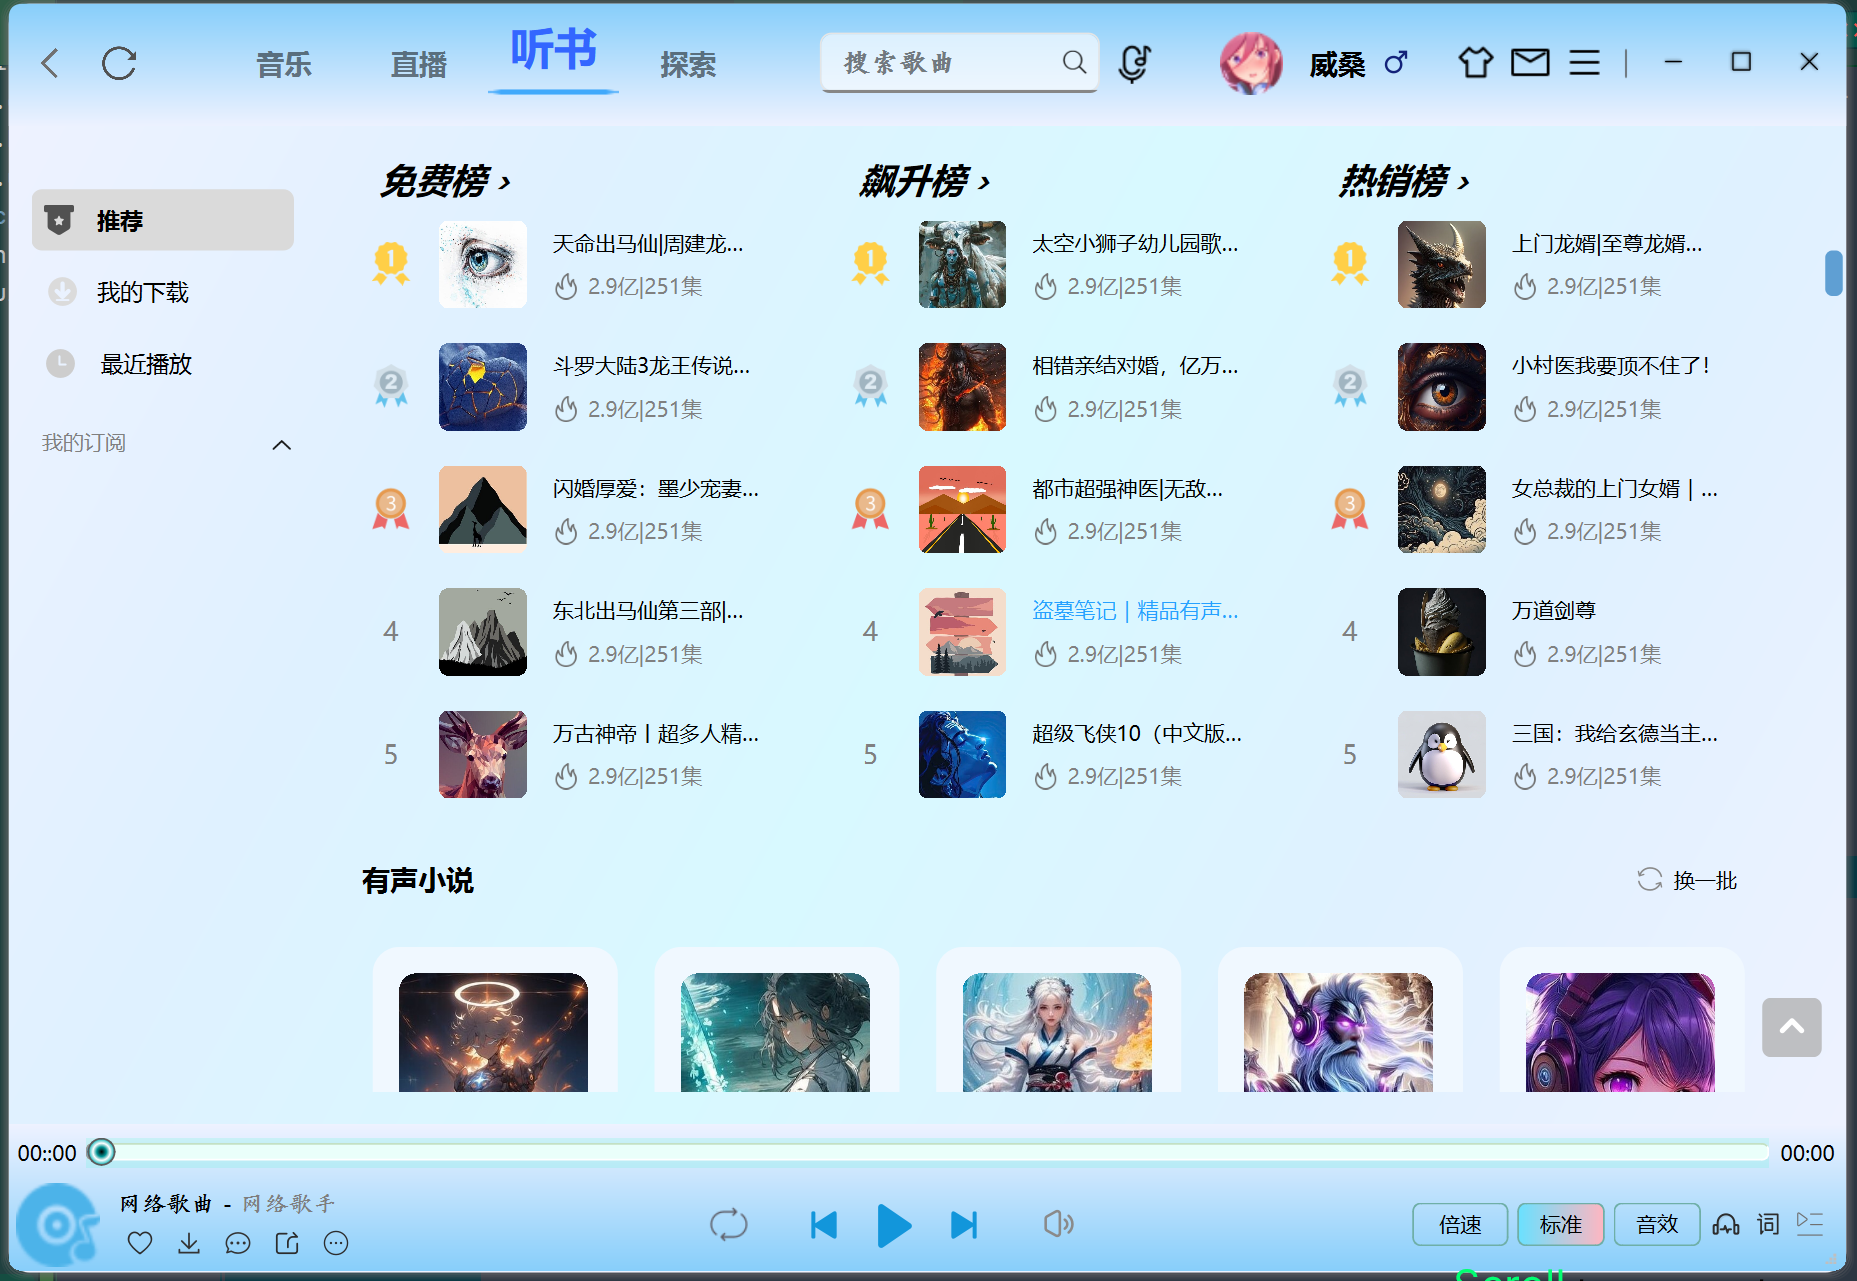 音乐 直播 听书 探索 搜索歌曲 威桑
推荐
我的下载
最近播放
我的订阅
免费榜 ›
1 天命出马仙|周建龙...
2.9亿|251集
2 斗罗大陆3龙王传说...
2.9亿|251集
3 闪婚厚爱：墨少宠妻...
2.9亿|251集
4 东北出马仙第三部|...
2.9亿|251集
5 万古神帝丨超多人精...
2.9亿|251集
飙升榜 ›
1 太空小狮子幼儿园歌...
2.9亿|251集
2 相错亲结对婚，亿万...
2.9亿|251集
3 都市超强神医|无敌...
2.9亿|251集
4 盗墓笔记｜精品有声...
2.9亿|251集
5 超级飞侠10（中文版...
2.9亿|251集
热销榜 ›
1 上门龙婿|至尊龙婿...
2.9亿|251集
2 小村医我要顶不住了！
2.9亿|251集
3 女总裁的上门女婿｜...
2.9亿|251集
4 万道剑尊
2.9亿|251集
5 三国：我给玄德当主...
2.9亿|251集
有声小说 换一批
00::00 00:00
网络歌曲 - 网络歌手
倍速 标准 音效 词